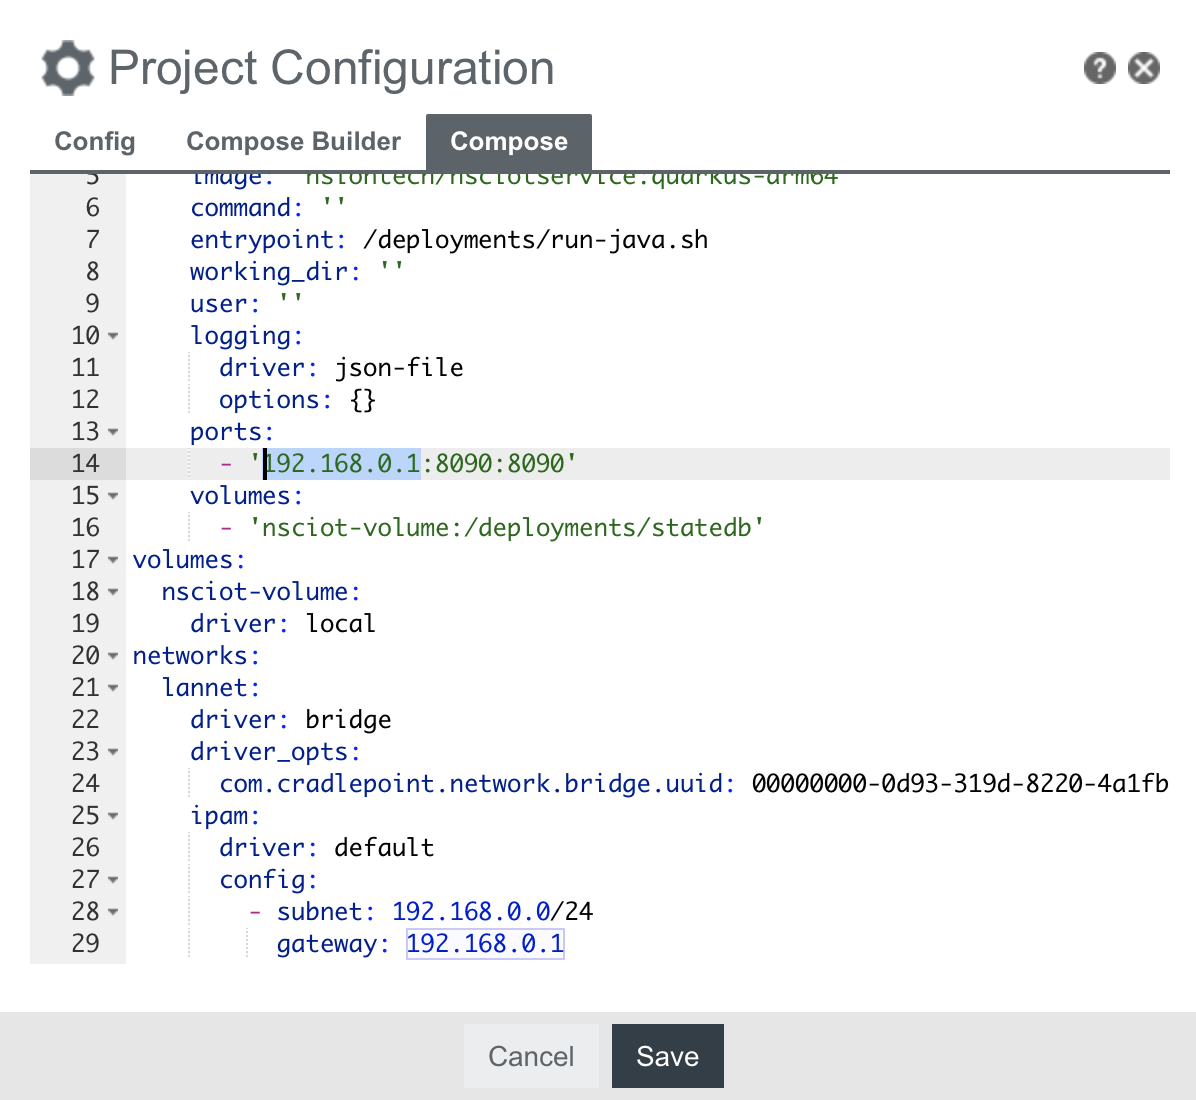 Project Configuration
Config Compose Builder Compose
5 image: 'nsiontech/nsciotservice:quarkus-arm64
6 command: ''
7 entrypoint: /deployments/run-java.sh
8 working_dir: ''
9 user: ''
10 logging:
11 driver: json-file
12 options: {}
13 ports:
14 - '192.168.0.1:8090:8090'
15 volumes:
16 - 'nsciot-volume:/deployments/statedb'
17 volumes:
18 nsciot-volume:
19 driver: local
20 networks:
21 lannet:
22 driver: bridge
23 driver_opts:
24 com.cradlepoint.network.bridge.uuid: 00000000-0d93-319d-8220-4a1fb
25 ipam:
26 driver: default
27 config:
28 - subnet: 192.168.0.0/24
29 gateway: 192.168.0.1
Cancel Save